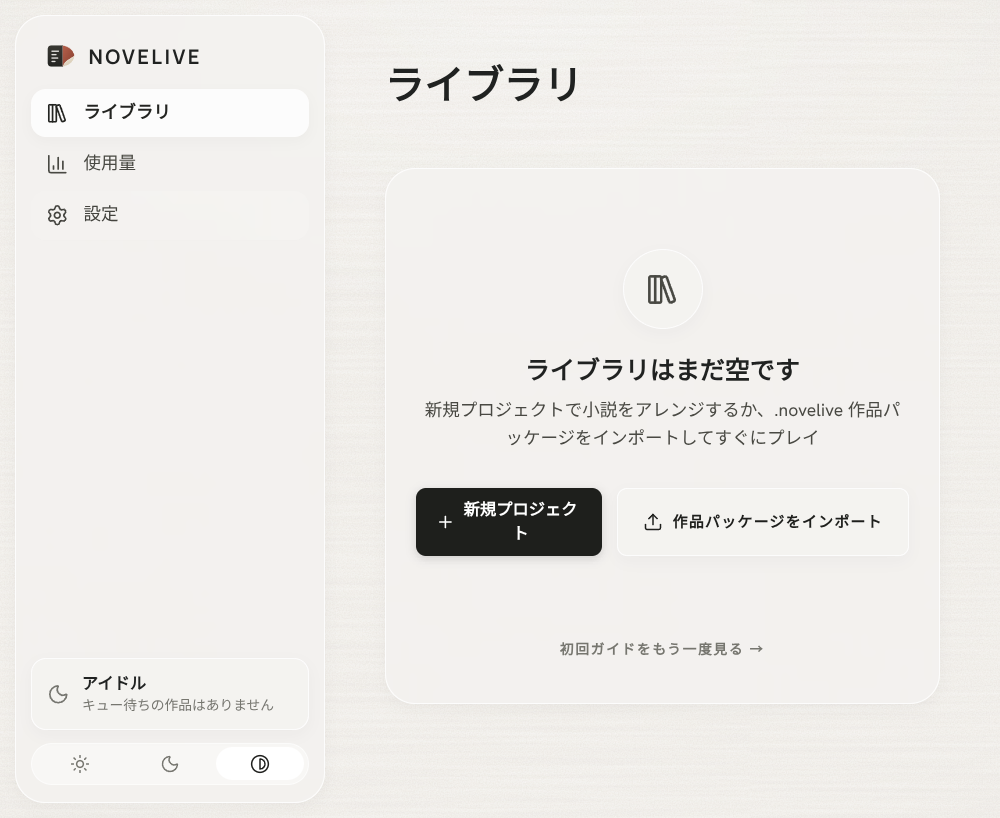 NOVELIVE
ライブラリ
使用量
設定
アイドル
キュー待ちの作品はありません
ライブラリ
ライブラリはまだ空です
新規プロジェクトで小説をアレンジするか、.novelive 作品パ
ッケージをインポートしてすぐにプレイ
新規プロジェク
ト
作品パッケージをインポート
初回ガイドをもう一度見る →